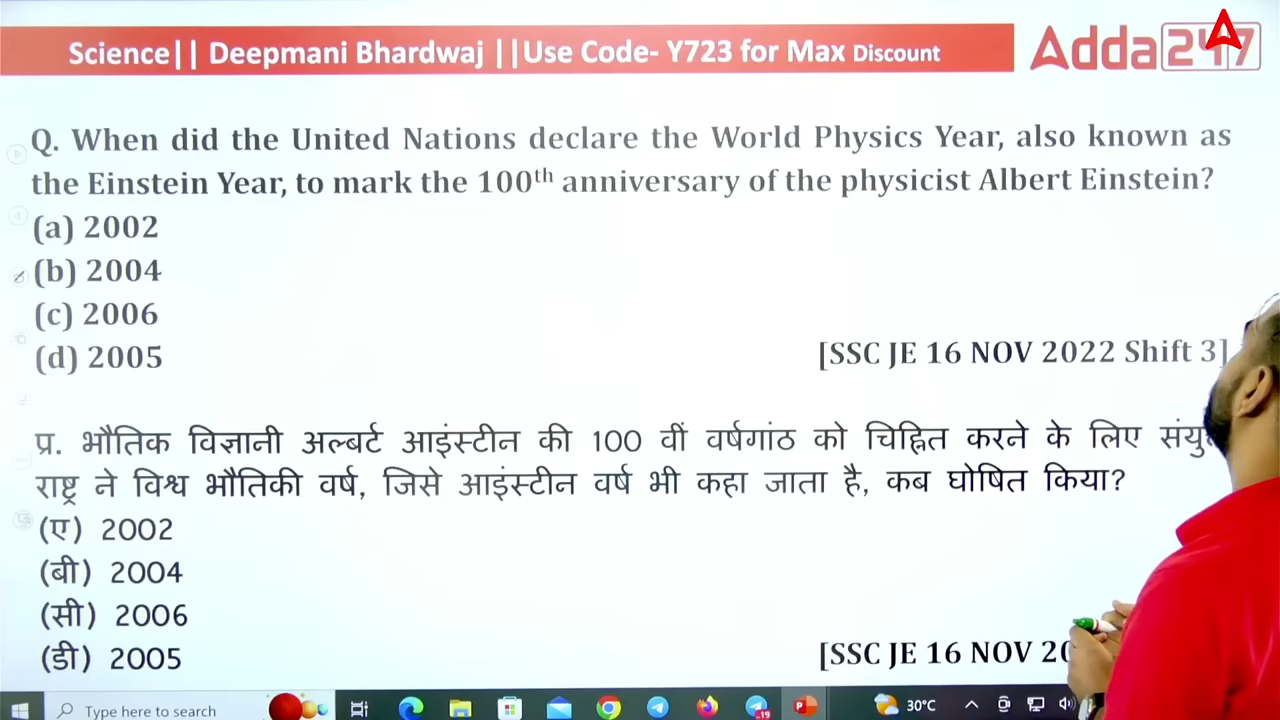 Science|| Deepmani Bhardwaj ||Use Code- Y723 for Max Discount
Adda247
Q. When did the United Nations declare the World Physics Year, also known as
the Einstein Year, to mark the 100th anniversary of the physicist Albert Einstein?
(a) 2002
(b) 2004
(c) 2006
(d) 2005
[SSC JE 16 NOV 2022 Shift 3]
प्र. भौतिक विज्ञानी अल्बर्ट आइंस्टीन की 100 वीं वर्षगांठ को चिह्नित करने के लिए
राष्ट्र ने विश्व भौतिकी वर्ष, जिसे आइंस्टीन वर्ष भी कहा जाता है, कब घोषित किया?
(ए) 2002
(बी) 2004
(सी) 2006
(डी) 2005
[SSC JE 16 NOV
Type here to search
19
30°C